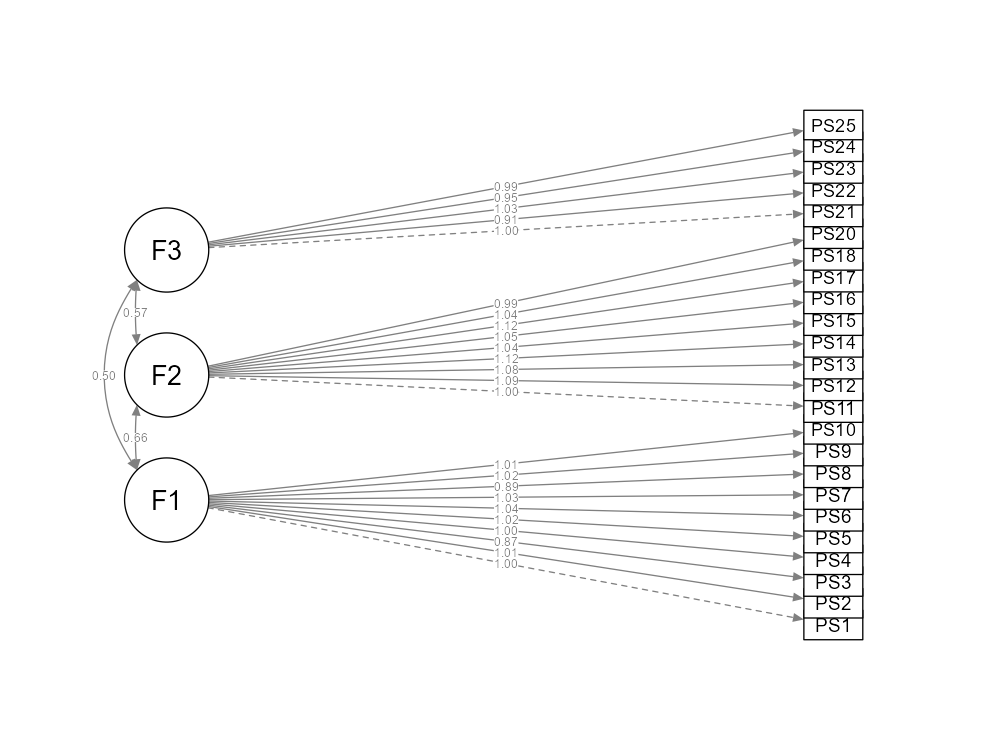 PS25
PS24
PS23
PS22
PS21
PS20
PS18
PS17
PS16
PS15
PS14
PS13
PS12
PS11
PS10
PS9
PS8
PS7
PS6
PS5
PS4
PS3
PS2
PS1
0.99
0.95
1.03
0.91
1.00
0.99
1.04
1.12
1.05
1.04
1.12
1.08
1.09
1.00
1.01
1.02
0.89
1.03
1.04
1.02
1.00
0.87
1.01
1.00
F3
0.57
F2
0.50
0.66
F1